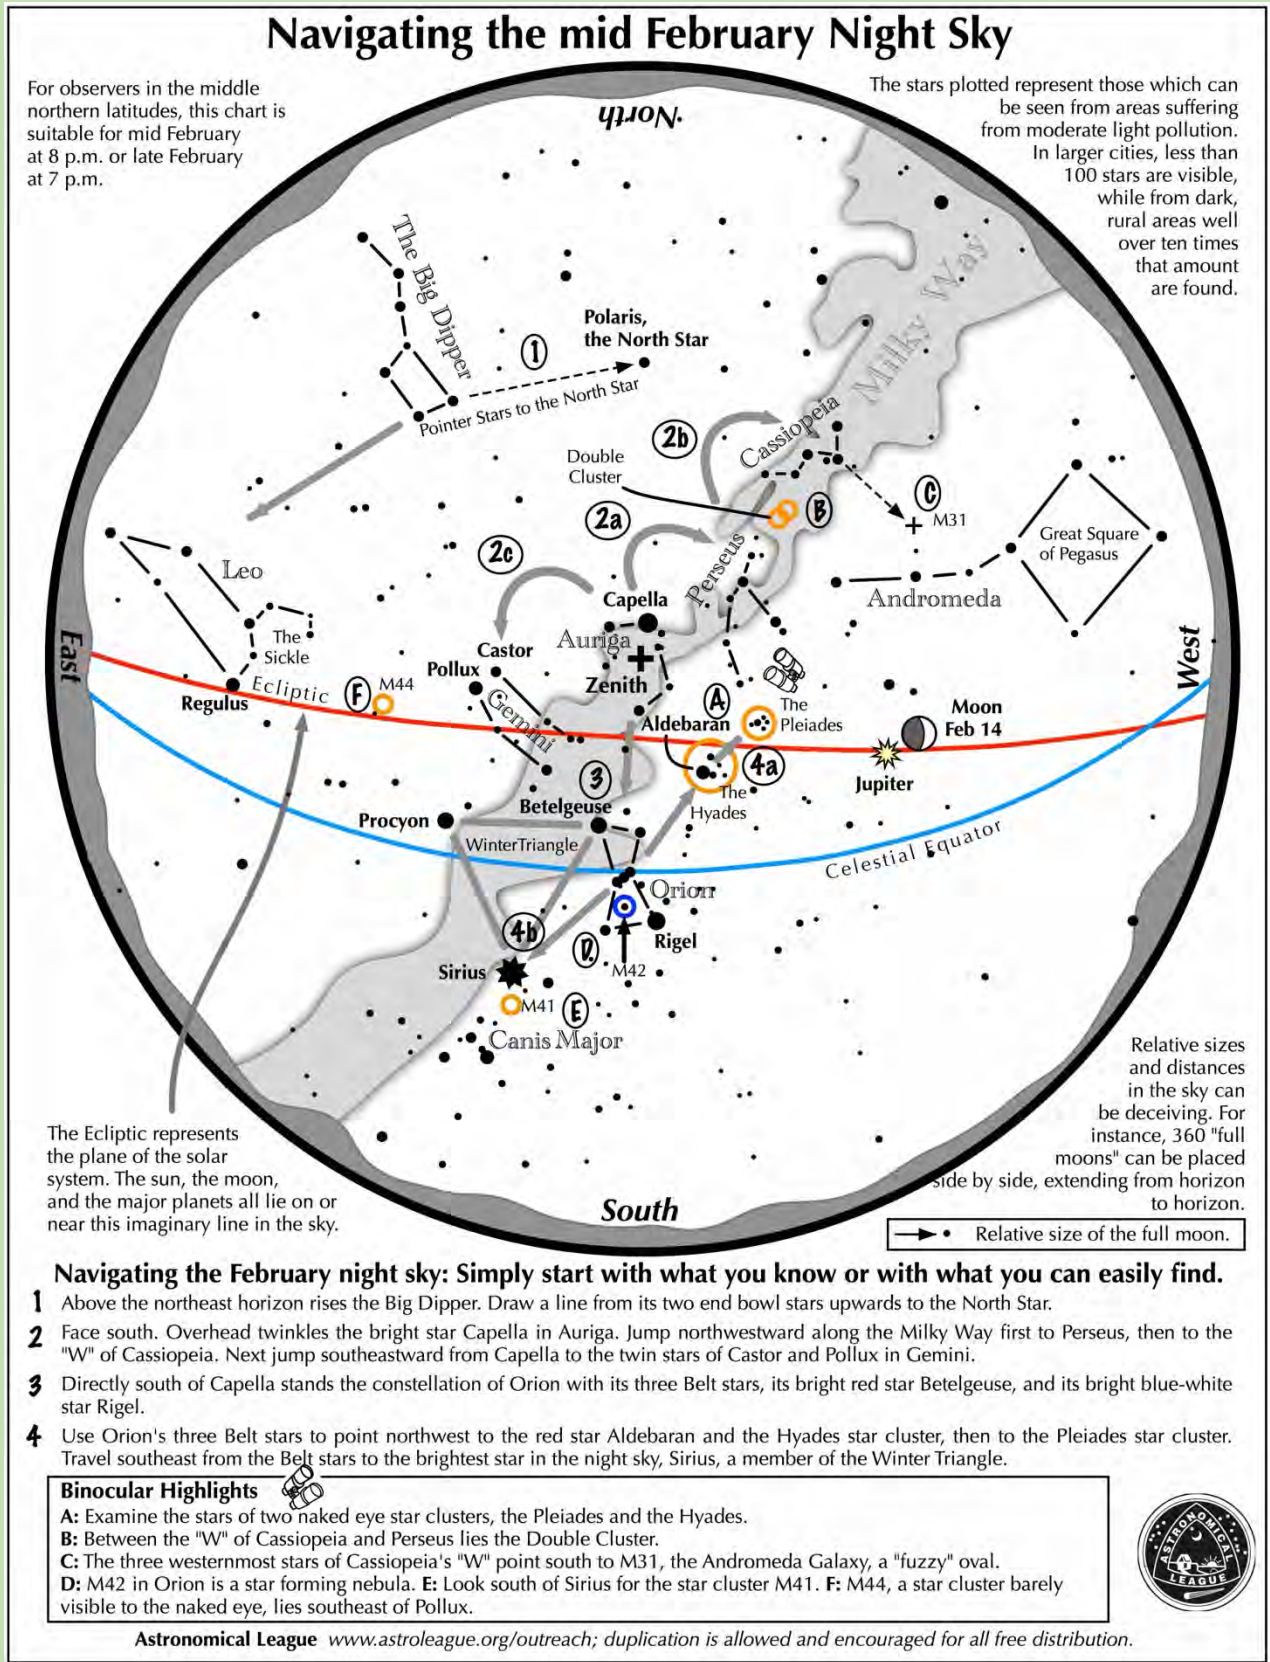 Navigating the mid February Night Sky
For observers in the middle
northern latitudes, this chart is
suitable for mid February
at 8 p.m. or late February
at 7 p.m.
The stars plotted represent those which can
be seen from areas suffering
from moderate light pollution.
In larger cities, less than
100 stars are visible,
while from dark,
rural areas well
over ten times
that amount
are found.
North
The Big Dipper
Milky Way
Polaris,
the North Star
1
Pointer Stars to the North Star
2b
Cassiopeia
Double
Cluster
B
C
M31
2a
Great Square
of Pegasus
2c
Perseus
Leo
Andromeda
Capella
East
The
Sickle
Auriga
West
Castor
Pollux
Zenith
Regulus
Ecliptic
F
M44
Gemini
A
The
Pleiades
Aldebaran
Moon
Feb 14
3
4a
Jupiter
The
Hyades
Betelgeuse
Procyon
WinterTriangle
Celestial Equator
Orion
4b
D.
Rigel
Sirius
M42
M41
E
Canis Major
Relative sizes
and distances
in the sky can
be deceiving. For
instance, 360 "full
moons" can be placed
side by side, extending from horizon
to horizon.
The Ecliptic represents
the plane of the solar
system. The sun, the moon,
and the major planets all lie on or
near this imaginary line in the sky.
South
Relative size of the full moon.
Navigating the February night sky: Simply start with what you know or with what you can easily find.
1 Above the northeast horizon rises the Big Dipper. Draw a line from its two end bowl stars upwards to the North Star.
2 Face south. Overhead twinkles the bright star Capella in Auriga. Jump northwestward along the Milky Way first to Perseus, then to the
"W" of Cassiopeia. Next jump southeastward from Capella to the twin stars of Castor and Pollux in Gemini.
3 Directly south of Capella stands the constellation of Orion with its three Belt stars, its bright red star Betelgeuse, and its bright blue-white
star Rigel.
4 Use Orion's three Belt stars to point northwest to the red star Aldebaran and the Hyades star cluster, then to the Pleiades star cluster.
Travel southeast from the Belt stars to the brightest star in the night sky, Sirius, a member of the Winter Triangle.
Binocular Highlights
A: Examine the stars of two naked eye star clusters, the Pleiades and the Hyades.
B: Between the "W" of Cassiopeia and Perseus lies the Double Cluster.
C: The three westernmost stars of Cassiopeia's "W" point south to M31, the Andromeda Galaxy, a "fuzzy" oval.
D: M42 in Orion is a star forming nebula. E: Look south of Sirius for the star cluster M41. F: M44, a star cluster barely
visible to the naked eye, lies southeast of Pollux.
ASTRONOMICAL
LEAGUE
Astronomical League www.astroleague.org/outreach; duplication is allowed and encouraged for all free distribution.